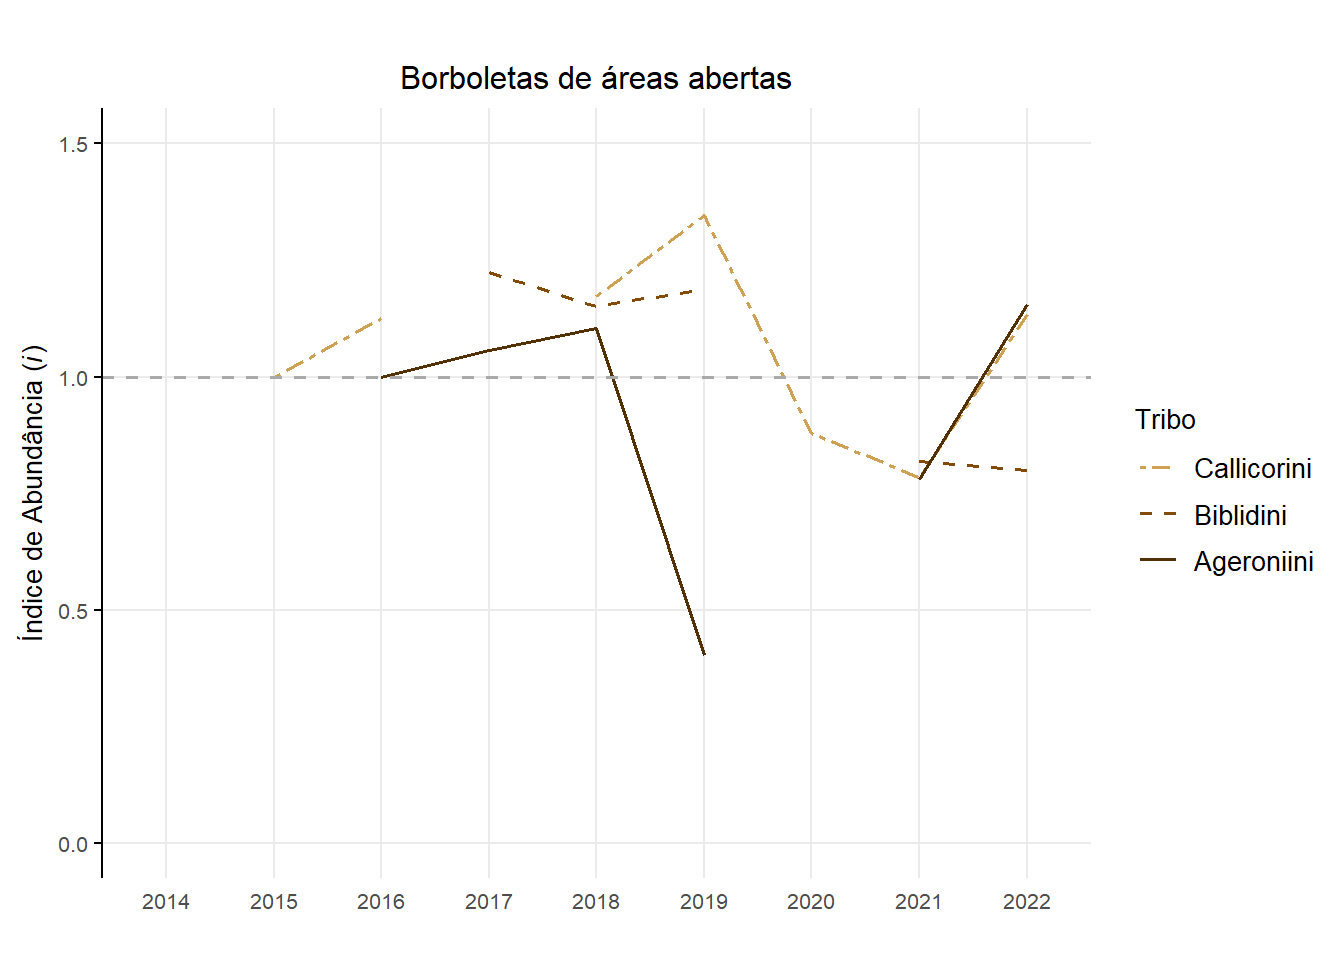 Borboletas de áreas abertas
Índice de Abundância (i)
1.5
1.0
0.5
0.0
2014 2015 2016 2017 2018 2019 2020 2021 2022
Tribo
Callicorini
Biblidini
Ageroniini